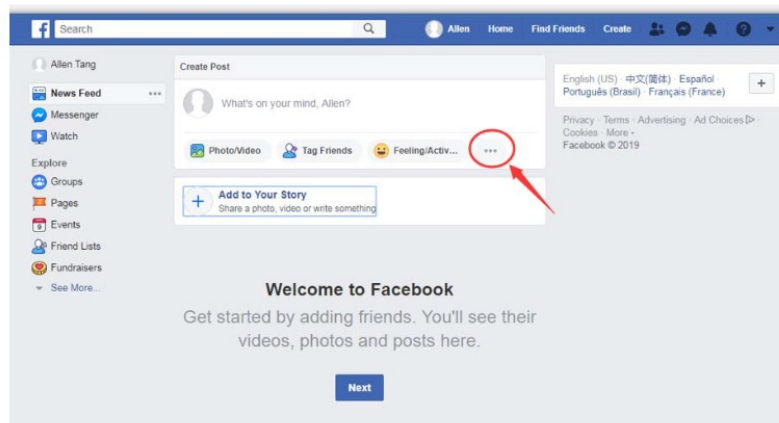 f Search Allen Home Find Friends Create
Allen Tang
News Feed ...
Messenger
Watch
Explore
Groups
Pages
9 Events
Friend Lists
Fundraisers
See More...
Create Post
What's on your mind, Allen?
Photo/Video Tag Friends Feeling/Activ... ...
Add to Your Story
Share a photo, video or write something
Welcome to Facebook
Get started by adding friends. You'll see their
videos, photos and posts here.
Next
English (US) · 中文(简体) · Español ·
Português (Brasil) · Français (France)
+
Privacy · Terms · Advertising · Ad Choices ·
Cookies · More
Facebook © 2019